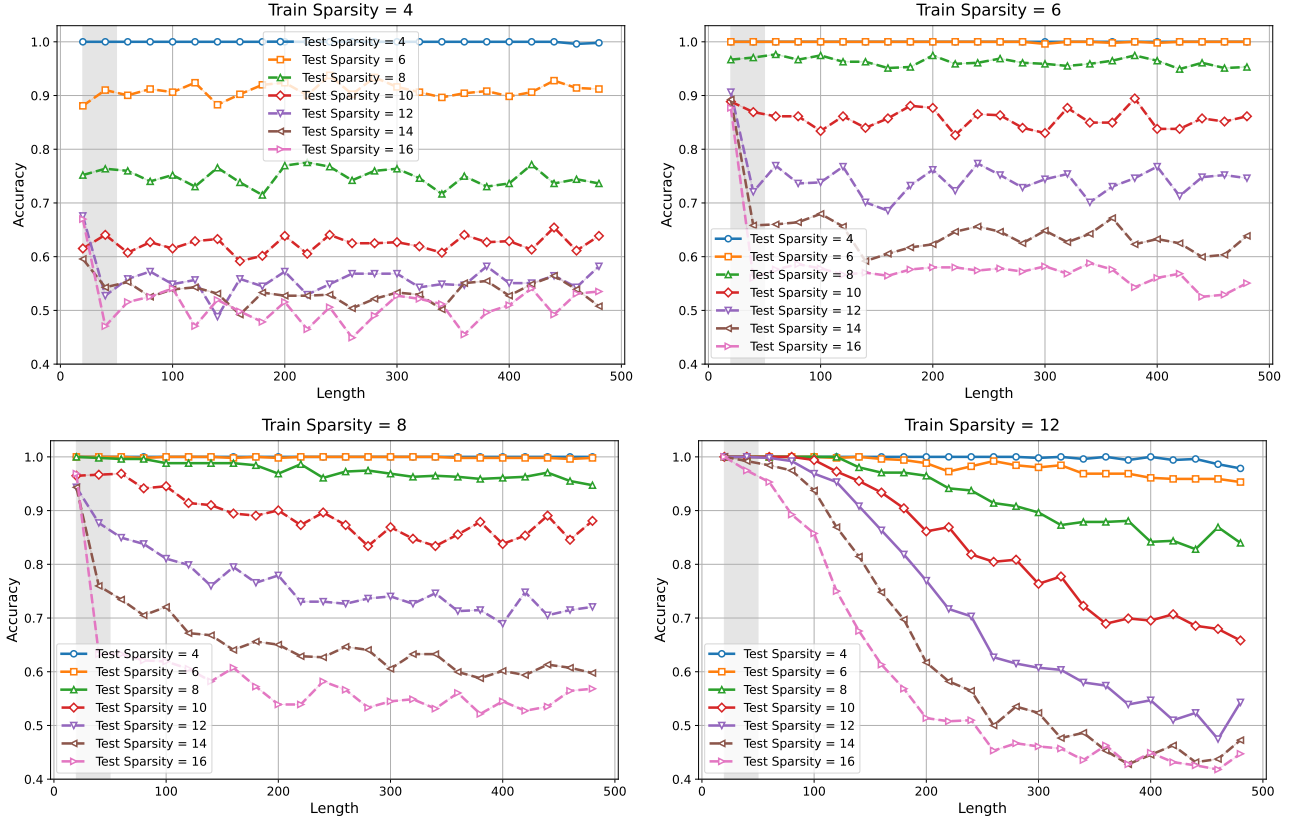 Train Sparsity = 4
Accuracy
1.0
0.9
0.8
0.7
0.6
0.5
0.4
Test Sparsity = 4
Test Sparsity = 6
Test Sparsity = 8
Test Sparsity = 10
Test Sparsity = 12
Test Sparsity = 14
Test Sparsity = 16
0 100 200 300 400 500
Length
Train Sparsity = 6
Accuracy
1.0
0.9
0.8
0.7
0.6
0.5
0.4
Test Sparsity = 4
Test Sparsity = 6
Test Sparsity = 8
Test Sparsity = 10
Test Sparsity = 12
Test Sparsity = 14
Test Sparsity = 16
0 100 200 300 400 500
Length
Train Sparsity = 8
Accuracy
1.0
0.9
0.8
0.7
0.6
0.5
0.4
Test Sparsity = 4
Test Sparsity = 6
Test Sparsity = 8
Test Sparsity = 10
Test Sparsity = 12
Test Sparsity = 14
Test Sparsity = 16
0 100 200 300 400 500
Length
Train Sparsity = 12
Accuracy
1.0
0.9
0.8
0.7
0.6
0.5
0.4
Test Sparsity = 4
Test Sparsity = 6
Test Sparsity = 8
Test Sparsity = 10
Test Sparsity = 12
Test Sparsity = 14
Test Sparsity = 16
0 100 200 300 400 500
Length